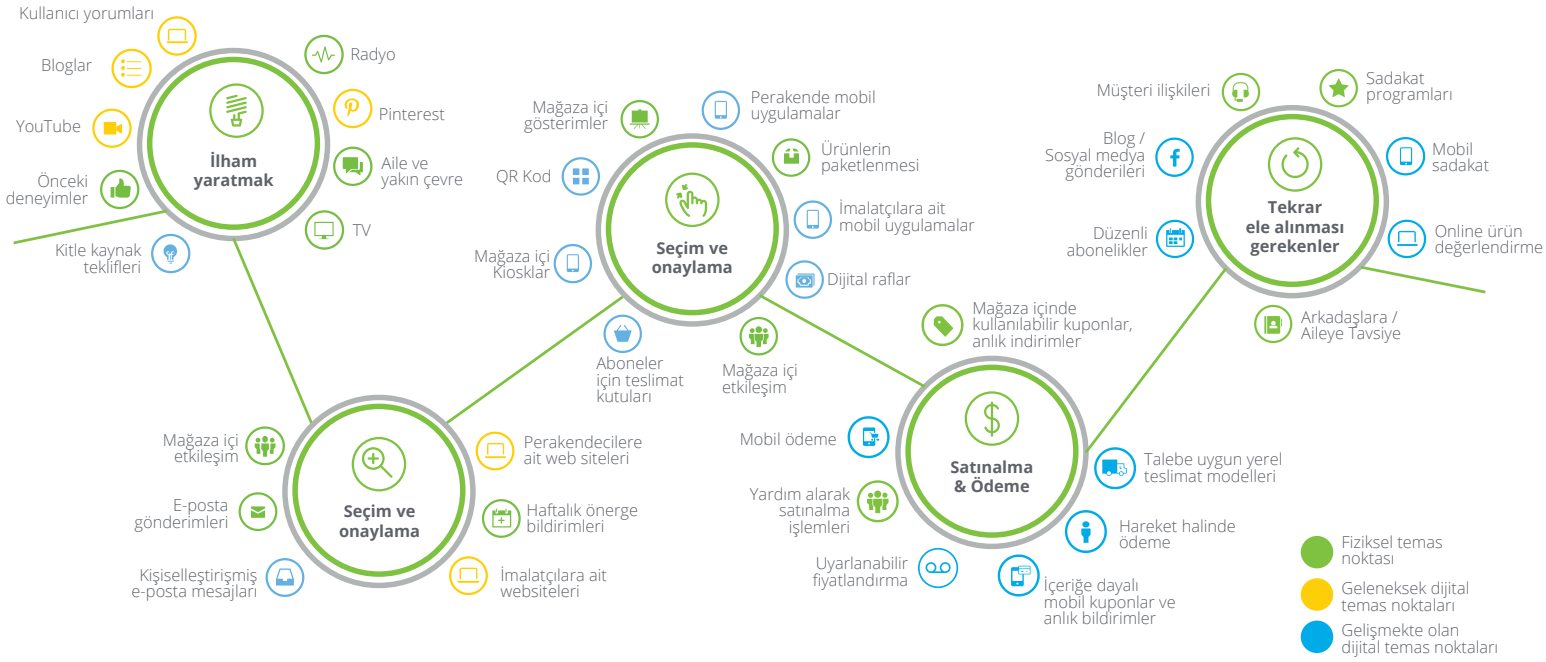 Kullanıcı yorumları
Bloglar
YouTube
Önceki
deneyimler
Kitle kaynak
teklifleri
İlham
yaratmak
Radyo
Pinterest
Aile ve
yakın çevre
TV
Mağaza içi
etkileşim
E-posta
gönderimleri
Kişiselleştirişmiş
e-posta mesajları
Seçim ve
onaylama
Perakendecilere
ait web siteleri
Haftalık önerge
bildirimleri
İmalatçılara ait
websiteleri
Mağaza içi
gösterimler
QR Kod
Mağaza içi
Kiosklar
Aboneler
için teslimat
kutuları
Seçim ve
onaylama
Perakende mobil
uygulamalar
Ürünlerin
paketlenmesi
İmalatçılara ait
mobil uygulamalar
Dijital raflar
Mağaza içi
etkileşim
Mağaza içinde
kullanılabilir kuponlar,
anlık indirimler
Mobil ödeme
Yardım alarak
satınalma
işlemleri
Uyarlanabilir
fiyatlandırma
Satınalma
& Ödeme
Talebe uygun yerel
teslimat modelleri
Hareket halinde
ödeme
İçeriğe dayalı
mobil kuponlar ve
anlık bildirimler
Müşteri ilişkileri
Blog /
Sosyal medya
gönderileri
Düzenli
abonelikler
Tekrar
ele alınması
gerekenler
Sadakat
programları
Mobil
sadakat
Online ürün
değerlendirme
Arkadaşlara /
Aileye Tavsiye
Fiziksel temas
noktası
Geleneksek dijital
temas noktaları
Gelişmekte olan
dijital temas noktaları